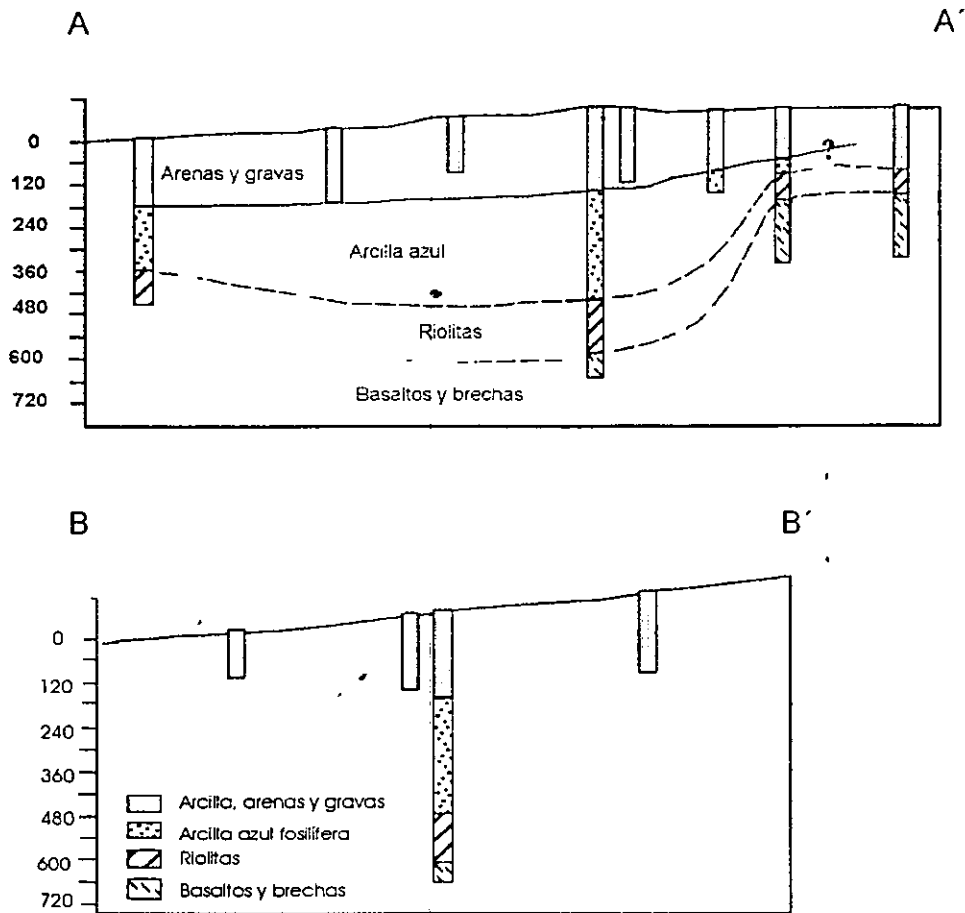 A A´
0
120
240
360
480
600
720
Arenas y gravas
?
Arcilla azul
Riolitas
Basaltos y brechas
B B´
0
120
240
360
480
600
720
Arcilla, arenas y gravas
Arcilla azul fosilífera
Riolitas
Basaltos y brechas